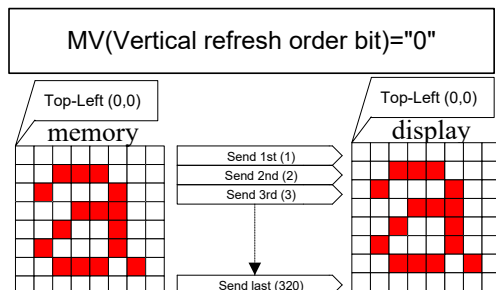 MV(Vertical refresh order bit)="0"
Top-Left (0,0)
Top-Left (0,0)
memory
display
Send 1st (1)
Send 2nd (2)
Send 3rd (3)
Send last (320)